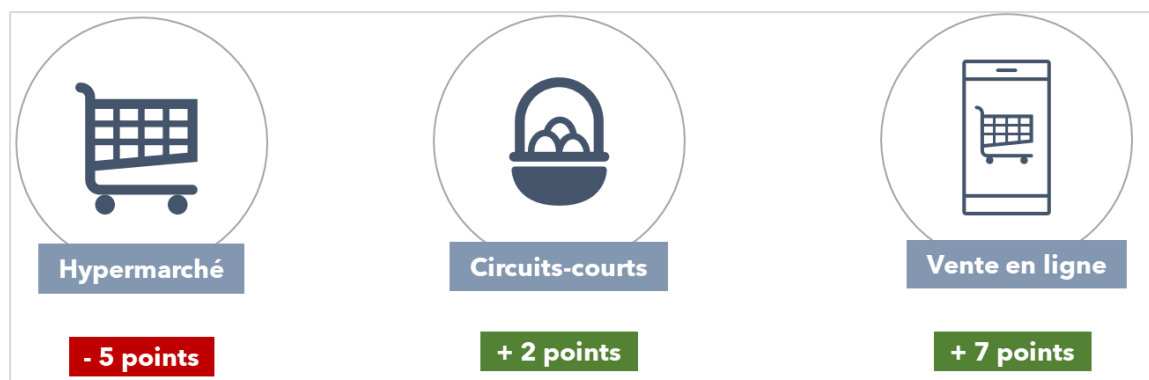 Hypermarché
Circuits-courts
Vente en ligne
- 5 points
+ 2 points
+ 7 points